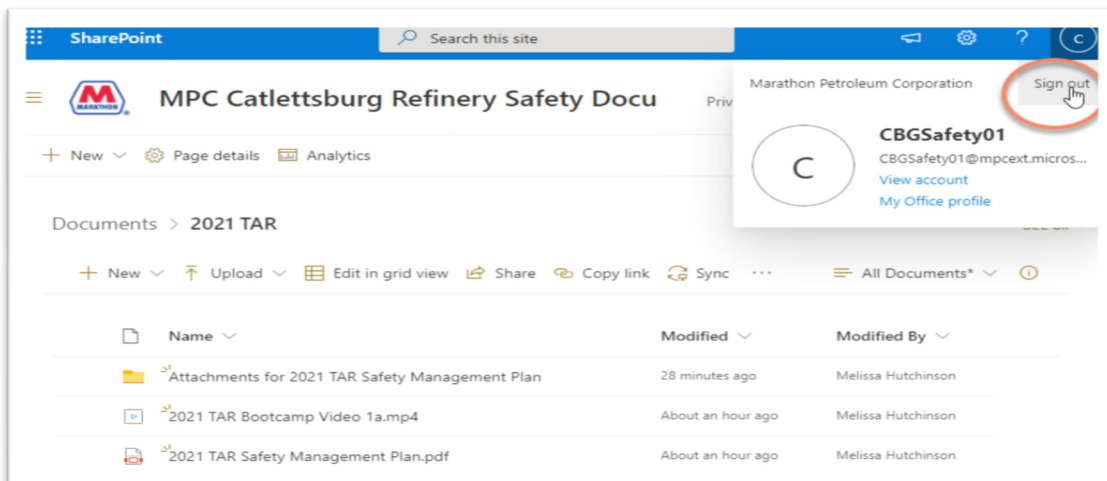 SharePoint Search this site ? C
MARATHON MPC Catlettsburg Refinery Safety Docu Priv
Marathon Petroleum Corporation Sign out
C CBGSafety01
CBGSafety01@mpcext.micros...
View account
My Office profile
+ New Page details Analytics
Documents > 2021 TAR
+ New Upload Edit in grid view Share Copy link Sync ... All Documents*
Name Modified Modified By
Attachments for 2021 TAR Safety Management Plan 28 minutes ago Melissa Hutchinson
2021 TAR Bootcamp Video 1a.mp4 About an hour ago Melissa Hutchinson
2021 TAR Safety Management Plan.pdf About an hour ago Melissa Hutchinson